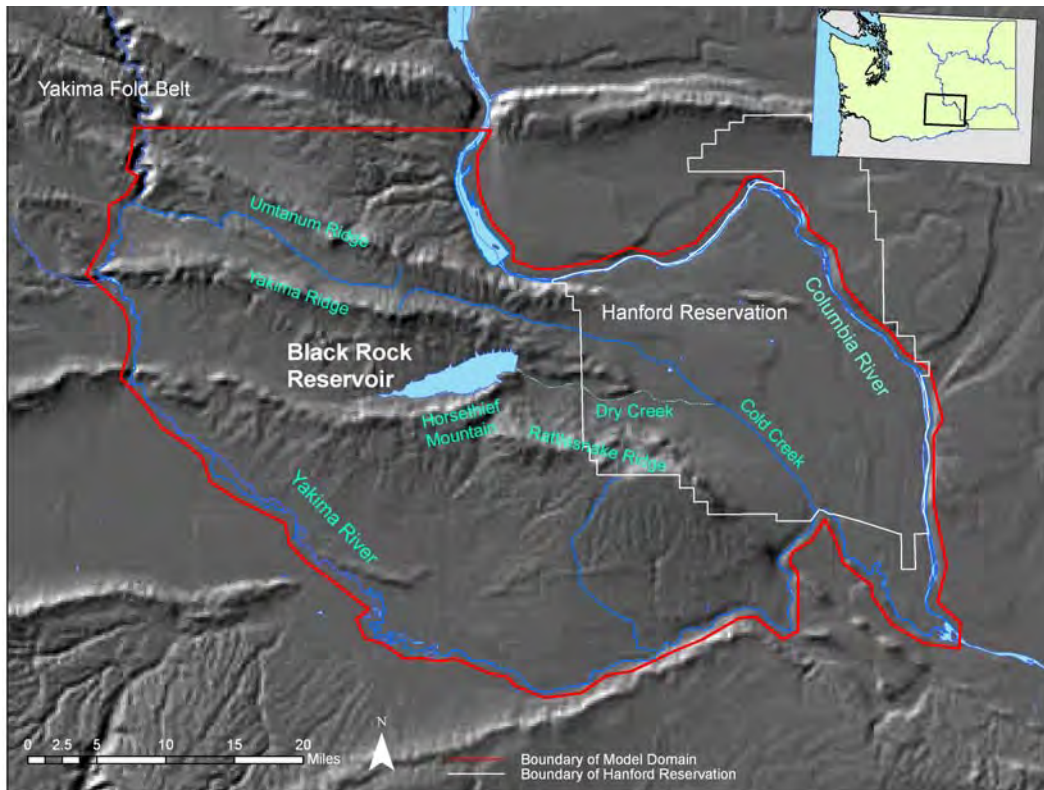 Yakima Fold Belt
Umtanum Ridge
Yakima Ridge
Hanford Reservation
Columbia River
Black Rock
Reservoir
Horsethief
Mountain
Dry Creek
Rattlesnake Ridge
Cold Creek
Yakima River
N
0 2.5 5 10 15 20
Miles
Boundary of Model Domain
Boundary of Hanford Reservation